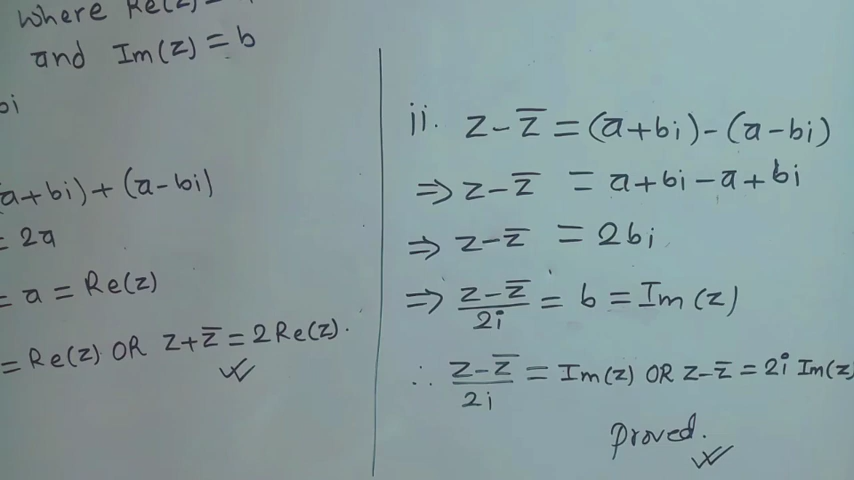 where Re(z) =
and Im(z) = b
bi
(a+bi) + (a-bi)
= 2a
= a = Re(z)
= Re(z) OR z+z̅ = 2Re(z).
ii. z-z̅ = (a+bi)-(a-bi)
⇒ z-z̅ = a+bi-a+bi
⇒ z-z̅ = 2bi
⇒ (z-z̅)/2i = b = Im(z)
∴ (z-z̅)/2i = Im(z) OR z-z̅ = 2i Im(z)
proved.